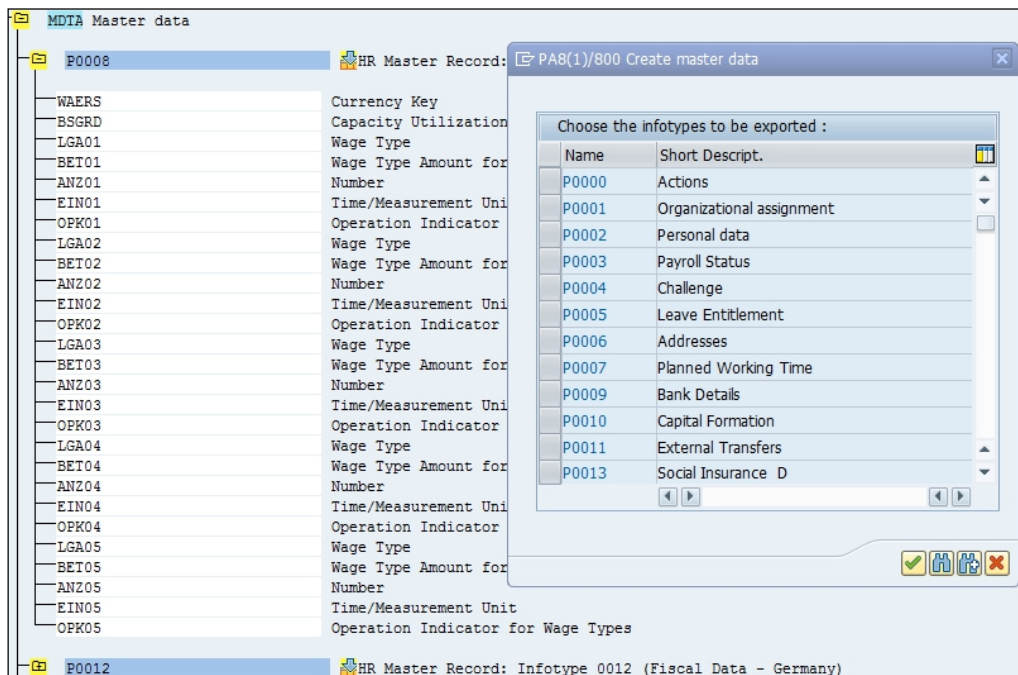 MDTA Master data
P0008 HR Master Record:
WAERS Currency Key
BSGRD Capacity Utilization
LGA01 Wage Type
BET01 Wage Type Amount for
ANZ01 Number
EIN01 Time/Measurement Uni
OPK01 Operation Indicator
LGA02 Wage Type
BET02 Wage Type Amount for
ANZ02 Number
EIN02 Time/Measurement Uni
OPK02 Operation Indicator
LGA03 Wage Type
BET03 Wage Type Amount for
ANZ03 Number
EIN03 Time/Measurement Uni
OPK03 Operation Indicator
LGA04 Wage Type
BET04 Wage Type Amount for
ANZ04 Number
EIN04 Time/Measurement Uni
OPK04 Operation Indicator
LGA05 Wage Type
BET05 Wage Type Amount for
ANZ05 Number
EIN05 Time/Measurement Unit
OPK05 Operation Indicator for Wage Types
P0012 HR Master Record: Infotype 0012 (Fiscal Data - Germany)
PA8(1)/800 Create master data
Choose the infotypes to be exported :
Name Short Descript.
P0000 Actions
P0001 Organizational assignment
P0002 Personal data
P0003 Payroll Status
P0004 Challenge
P0005 Leave Entitlement
P0006 Addresses
P0007 Planned Working Time
P0009 Bank Details
P0010 Capital Formation
P0011 External Transfers
P0013 Social Insurance D